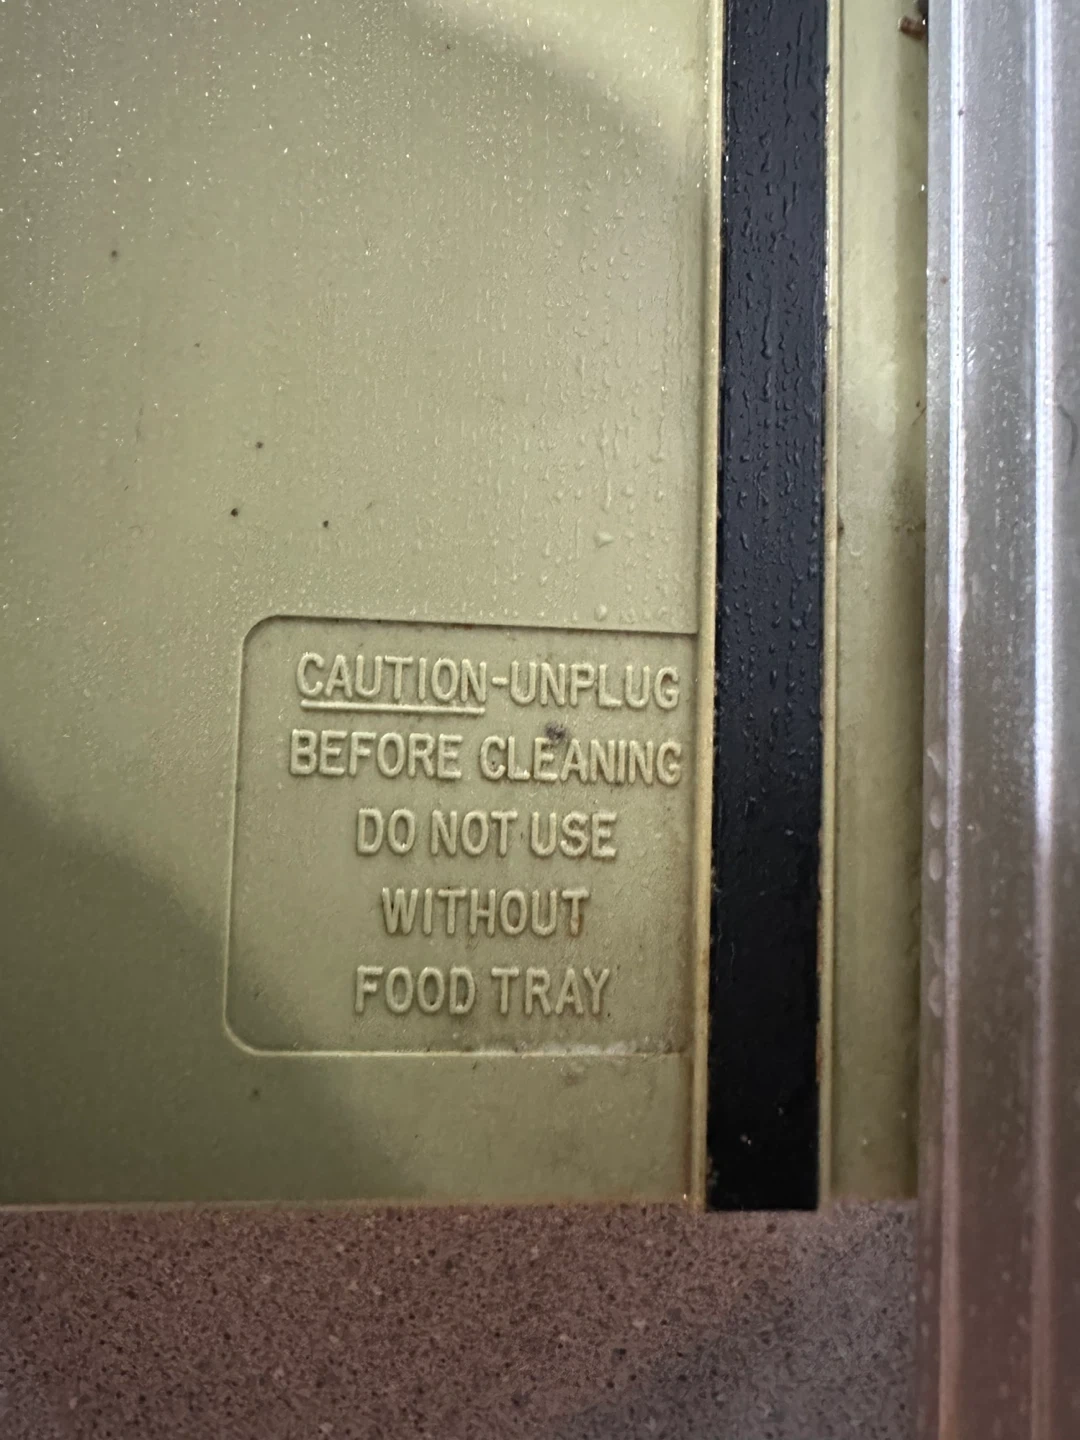 CAUTION-UNPLUG
BEFORE CLEANING
DO NOT USE
WITHOUT
FOOD TRAY